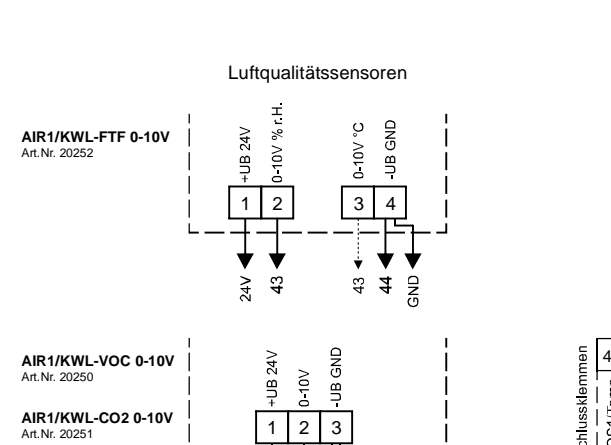 Luftqualitätssensoren
AIR1/KWL-FTF 0-10V
Art.Nr. 20252
+UB 24V
0-10V % r.H.
0-10V °C
-UB GND
1 2 3 4
24V
43
43
44
GND
AIR1/KWL-VOC 0-10V
Art.Nr. 20250
AIR1/KWL-CO2 0-10V
Art.Nr. 20251
+UB 24V
0-10V
-UB GND
1 2 3
4